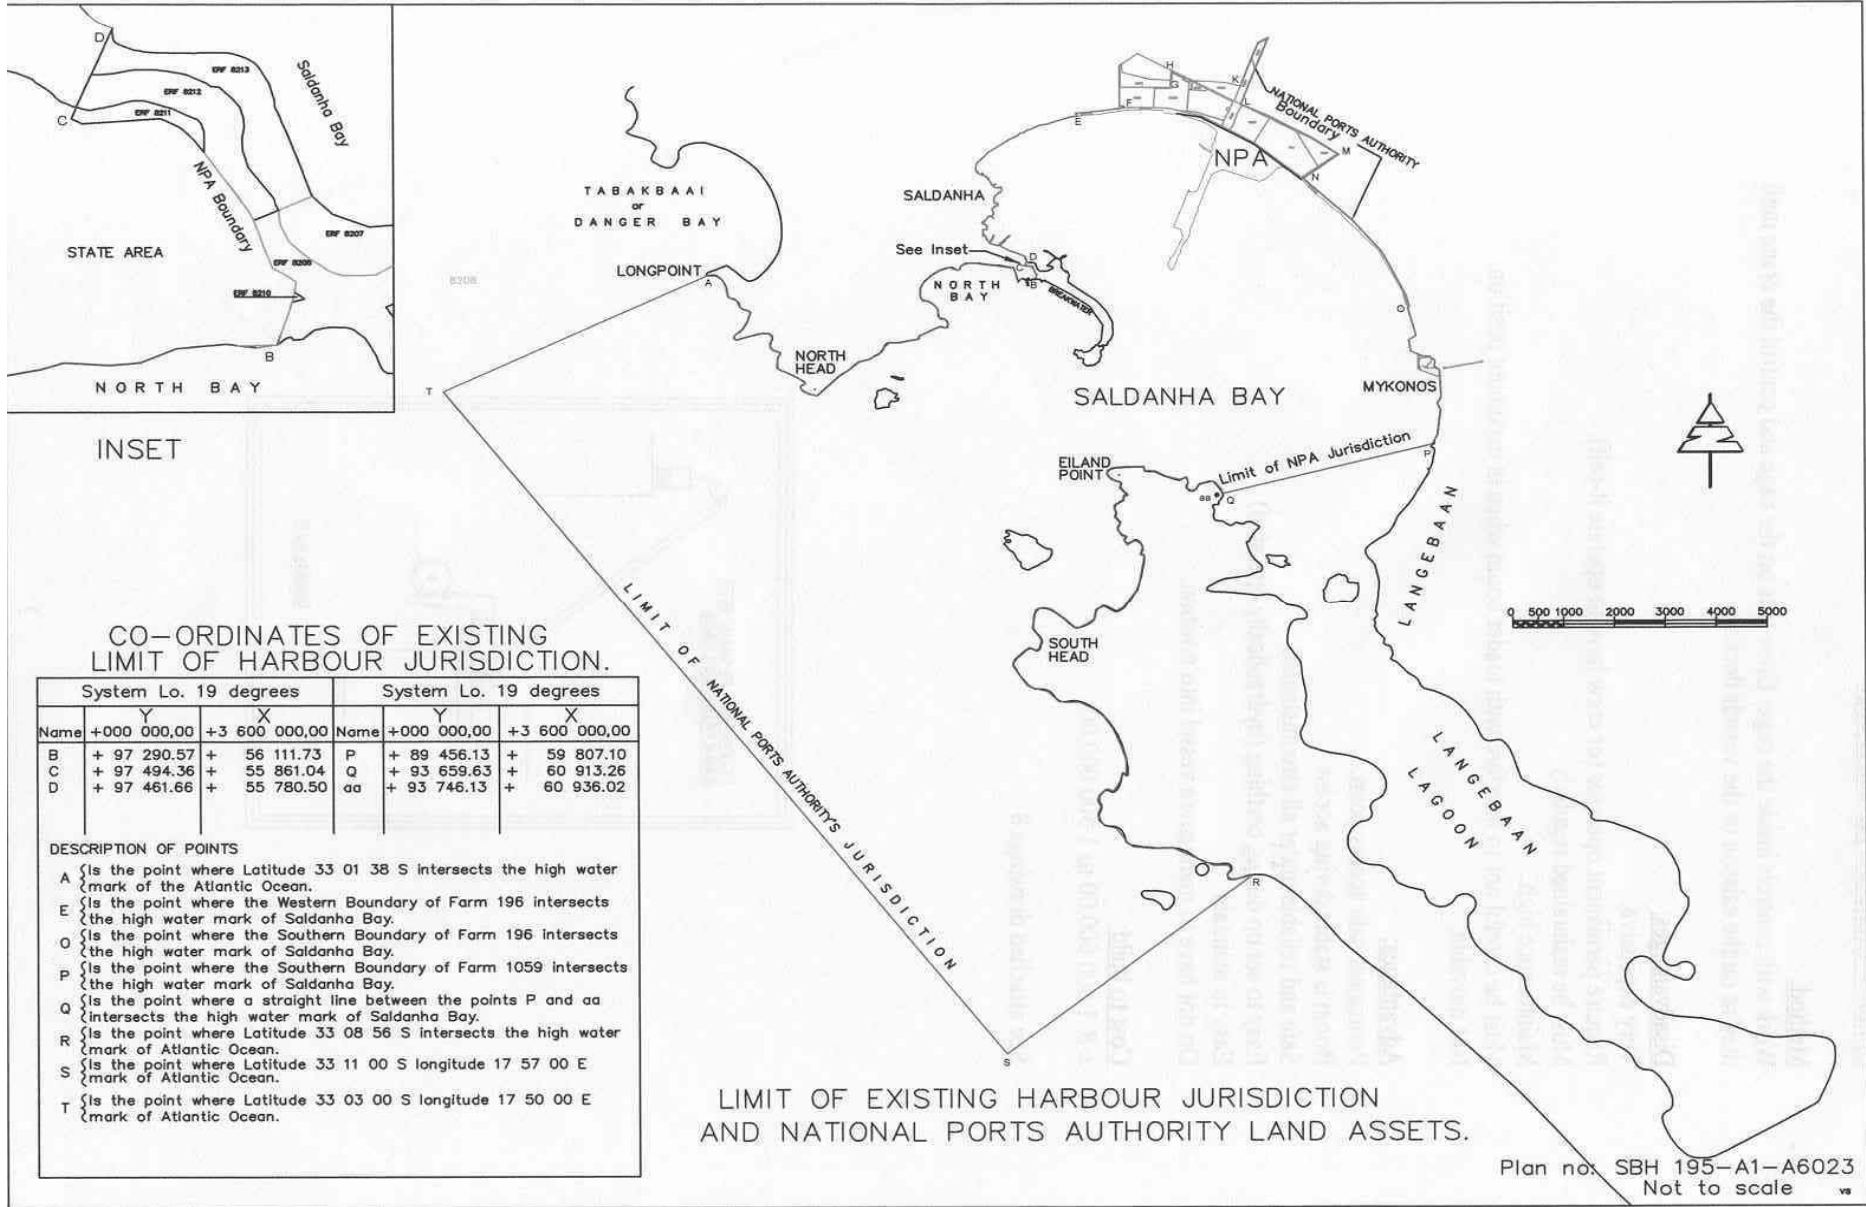 D
C
ERF 8213
ERF 8212
ERF 8211
Saldanha Bay
NPA Boundary
STATE AREA
ERF 8207
ERF 8210
B
NORTH BAY
INSET
TABAKBAAI
or
DANGER BAY
LONGPOINT
A
8208
T
NORTH
HEAD
SALDANHA
See Inset
D
C
B
NORTH
BAY
BREAKWATER
E
F
G
H
K
L
M
N
NATIONAL PORTS AUTHORITY
Boundary
NPA
O
MYKONOS
SALDANHA BAY
EILAND
POINT
Limit of NPA Jurisdiction
P
aa
Q
LANGEBAAN
0 500 1000 2000 3000 4000 5000
SOUTH
HEAD
LANGEBAAN
LAGOON
R
S
LIMIT OF NATIONAL PORTS AUTHORITY'S JURISDICTION
CO-ORDINATES OF EXISTING
LIMIT OF HARBOUR JURISDICTION.
System Lo. 19 degrees System Lo. 19 degrees
Y X Y X
Name +000 000,00 +3 600 000,00 Name +000 000,00 +3 600 000,00
B + 97 290.57 + 56 111.73 P + 89 456.13 + 59 807.10
C + 97 494.36 + 55 861.04 Q + 93 659.63 + 60 913.26
D + 97 461.66 + 55 780.50 aa + 93 746.13 + 60 936.02
DESCRIPTION OF POINTS
A Is the point where Latitude 33 01 38 S intersects the high water
mark of the Atlantic Ocean.
E Is the point where the Western Boundary of Farm 196 intersects
the high water mark of Saldanha Bay.
O Is the point where the Southern Boundary of Farm 196 intersects
the high water mark of Saldanha Bay.
P Is the point where the Southern Boundary of Farm 1059 intersects
the high water mark of Saldanha Bay.
Q Is the point where a straight line between the points P and aa
intersects the high water mark of Saldanha Bay.
R Is the point where Latitude 33 08 56 S intersects the high water
mark of Atlantic Ocean.
S Is the point where Latitude 33 11 00 S longitude 17 57 00 E
mark of Atlantic Ocean.
T Is the point where Latitude 33 03 00 S longitude 17 50 00 E
mark of Atlantic Ocean.
LIMIT OF EXISTING HARBOUR JURISDICTION
AND NATIONAL PORTS AUTHORITY LAND ASSETS.
Plan no: SBH 195-A1-A6023
Not to scale
VS